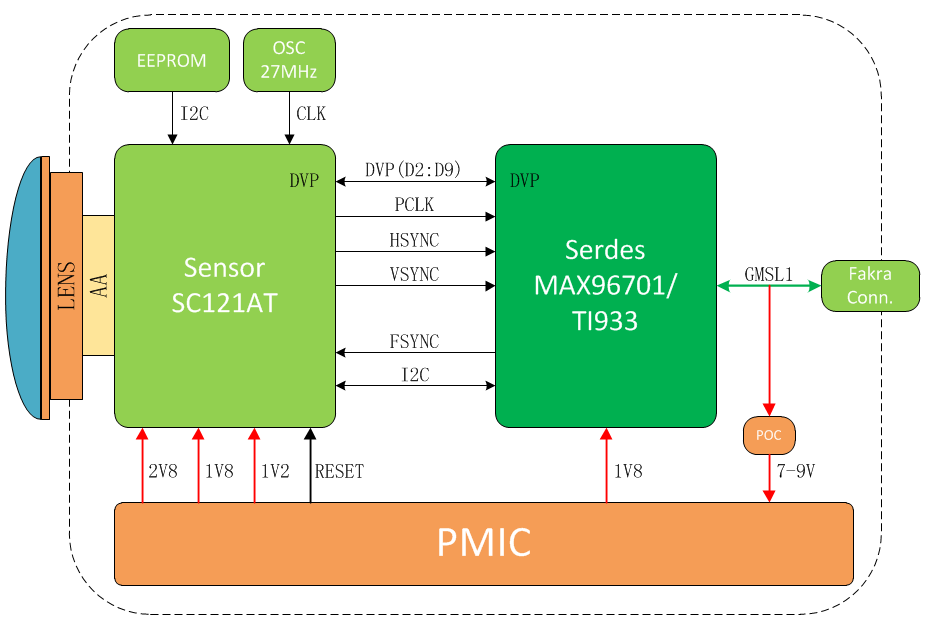 EEPROM
OSC
27MHz
I2C
CLK
DVP
DVP(D2:D9)
DVP
PCLK
HSYNC
VSYNC
FSYNC
I2C
LENS
AA
Sensor
SC121AT
Serdes
MAX96701/
TI933
GMSL1
Fakra
Conn.
POC
2V8
1V8
1V2
RESET
1V8
7-9V
PMIC